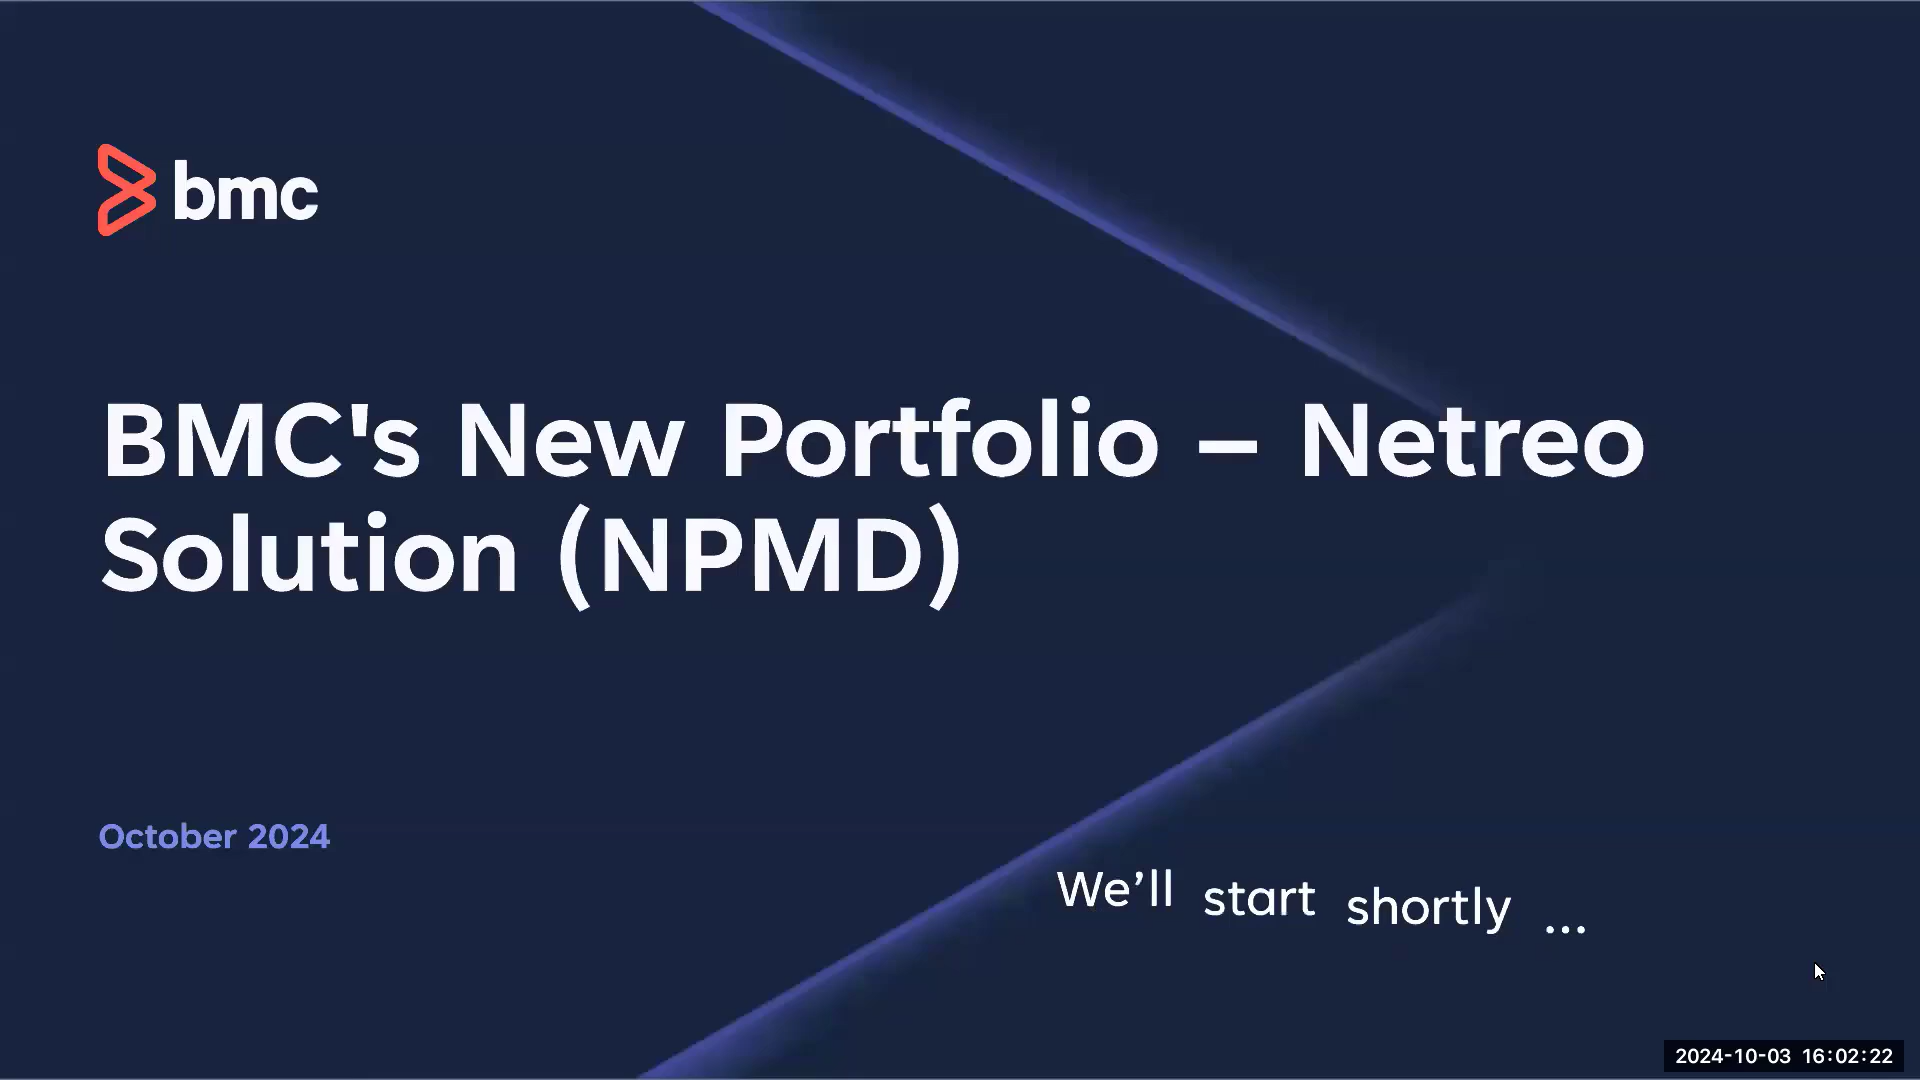 bmc
BMC's New Portfolio – Netreo
Solution (NPMD)
October 2024
We’ll start shortly ...
2024-10-03 16:02:22